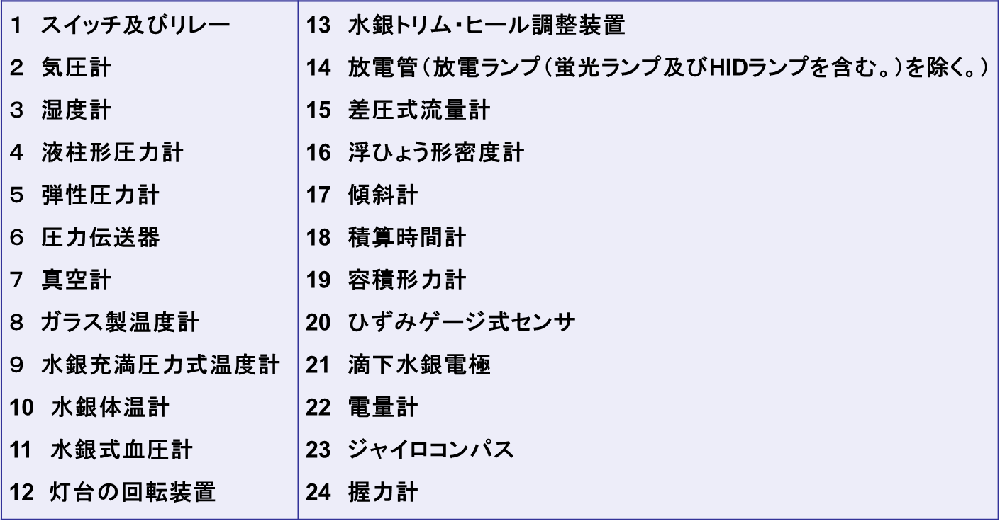 １ スイッチ及びリレー
２ 気圧計
３ 湿度計
４ 液柱形圧力計
５ 弾性圧力計
６ 圧力伝送器
７ 真空計
８ ガラス製温度計
９ 水銀充満圧力式温度計
10 水銀体温計
11 水銀式血圧計
12 灯台の回転装置
13 水銀トリム・ヒール調整装置
14 放電管（放電ランプ（蛍光ランプ及びHIDランプを含む。）を除く。）
15 差圧式流量計
16 浮ひょう形密度計
17 傾斜計
18 積算時間計
19 容積形力計
20 ひずみゲージ式センサ
21 滴下水銀電極
22 電量計
23 ジャイロコンパス
24 握力計